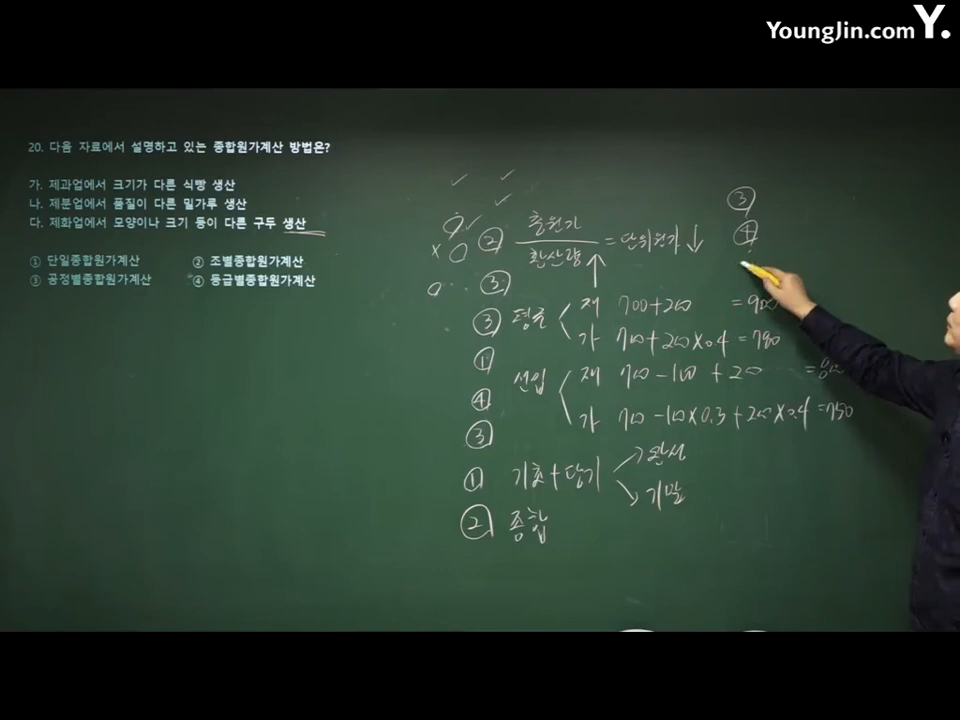 YoungJin.com Y.
20. 다음 자료에서 설명하고 있는 종합원가계산 방법은?
가. 제과업에서 크기가 다른 식빵 생산
나. 제분업에서 품질이 다른 밀가루 생산
다. 제화업에서 모양이나 크기 등이 다른 구두 생산
① 단일종합원가계산 ② 조별종합원가계산
③ 공정별종합원가계산 ④ 등급별종합원가계산
② 총원가 / 환산량 = 단위원가 ↓
③
③ 평균 재 700+200 =900
가 700+200×0.4 =780
①
선입 재 700-100 +200
④ 가 700-100×0.3+200×0.4=750
③
① 기초+당기 → 완성
→ 기말
② 종합
③
④